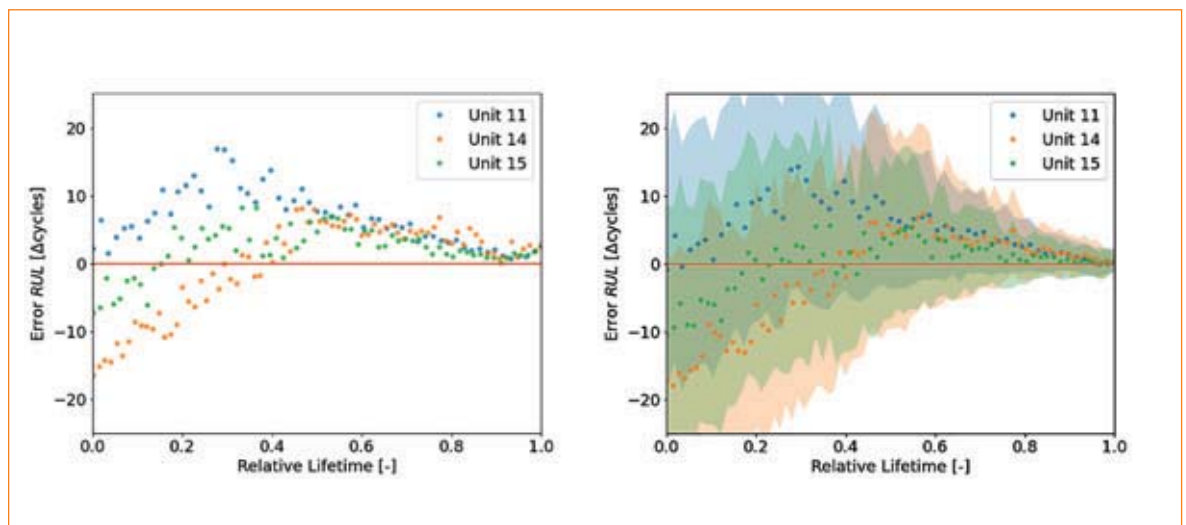 Unit 11
Unit 14
Unit 15
20
10
0
−10
−20
Error RUL [Δcycles]
0.0 0.2 0.4 0.6 0.8 1.0
Relative Lifetime [-]
Unit 11
Unit 14
Unit 15
20
10
0
−10
−20
Error RUL [Δcycles]
0.0 0.2 0.4 0.6 0.8 1.0
Relative Lifetime [-]